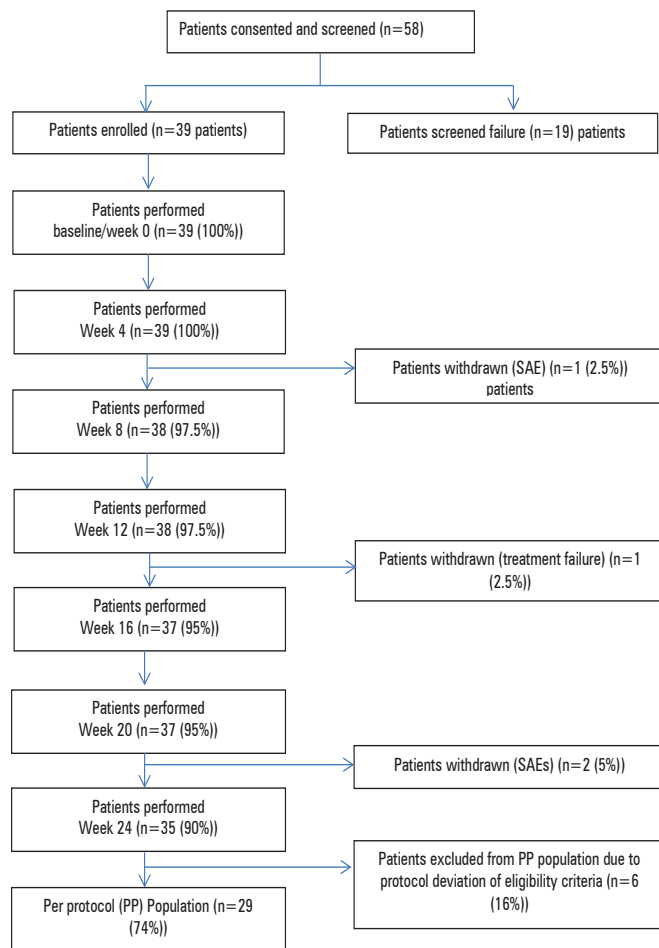 Patients consented and screened (n=58)
Patients enrolled (n=39 patients)
Patients screened failure (n=19) patients
Patients performed
baseline/week 0 (n=39 (100%))
Patients performed
Week 4 (n=39 (100%))
Patients withdrawn (SAE) n=1 (2.5%))
patients
Patients performed
Week 8 (n=38 (97.5%))
Patients performed
Week 12 (n=38 (97.5%))
Patients withdrawn (treatment failure) (n=1
(2.5%))
Patients performed
Week 16 (n=37 (95%))
Patients performed
Week 20 (n=37 (95%))
Patients withdrawn (SAEs) (n=2 (5%))
Patients performed
Week 24 (n=35 (90%))
Patients excluded from PP population due to
protocol deviation of eligibility criteria (n=6
(16%))
Per protocol (PP) Population (n=29
(74%))